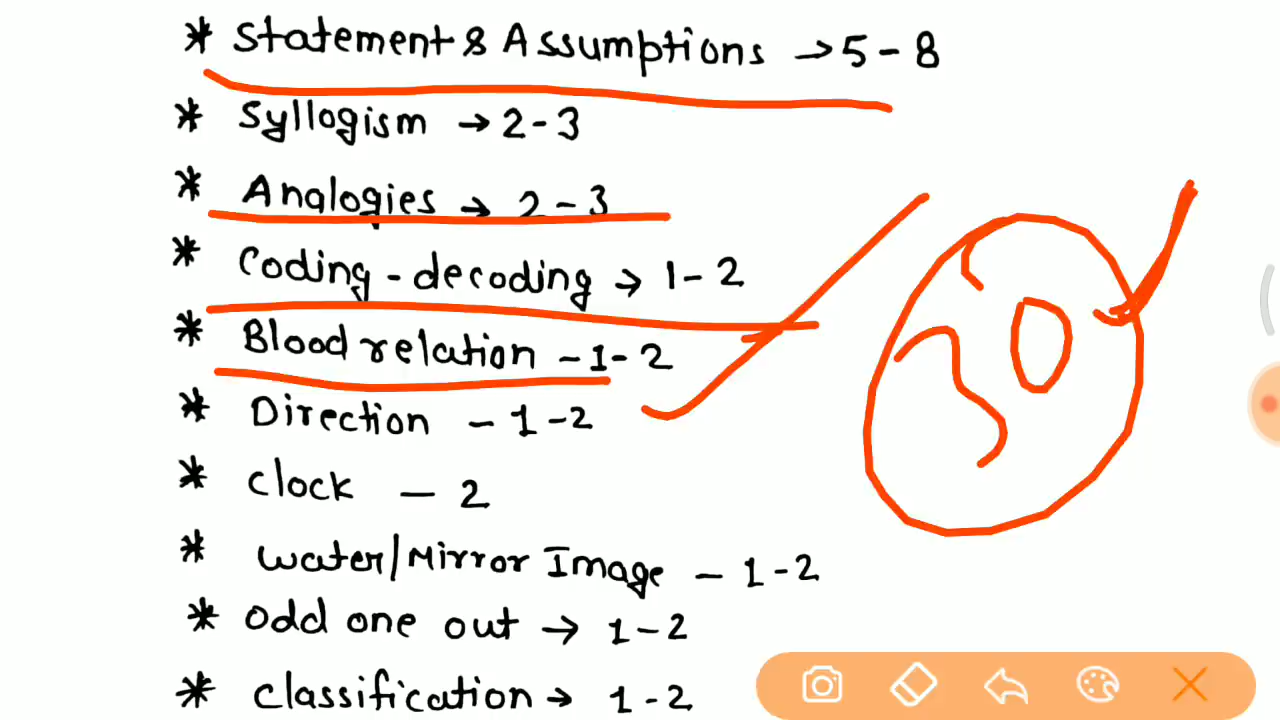 * Statement & Assumptions → 5 - 8
* Syllogism → 2 - 3
* Analogies → 2 - 3
* Coding - decoding → 1 - 2
* Blood relation - 1 - 2
* Direction - 1 - 2
* Clock - 2
* Water/Mirror Image - 1 - 2
* Odd one out → 1 - 2
* Classification → 1 - 2
30